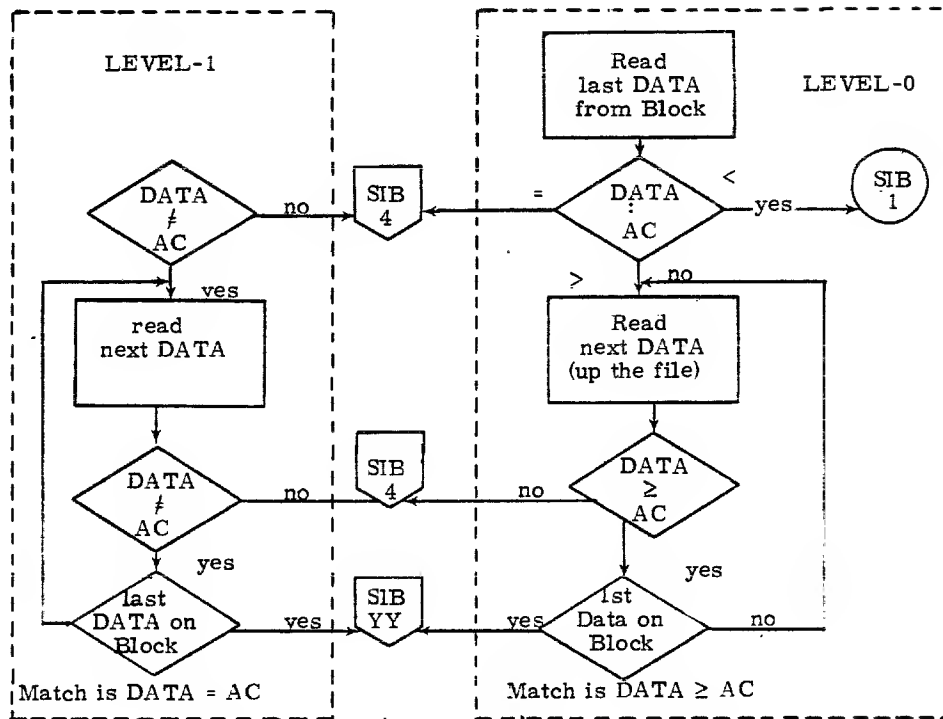 LEVEL-1
DATA
≠
AC
no
yes
read
next DATA
DATA
≠
AC
no
yes
last
DATA on
Block
yes
Match is DATA = AC
SIB
4
SIB
4
SIB
YY
LEVEL-0
Read
last DATA
from Block
DATA
:
AC
=
<
yes
SIB
1
>
no
Read
next DATA
(up the file)
DATA
≥
AC
no
yes
1st
Data on
Block
yes
no
Match is DATA ≥ AC